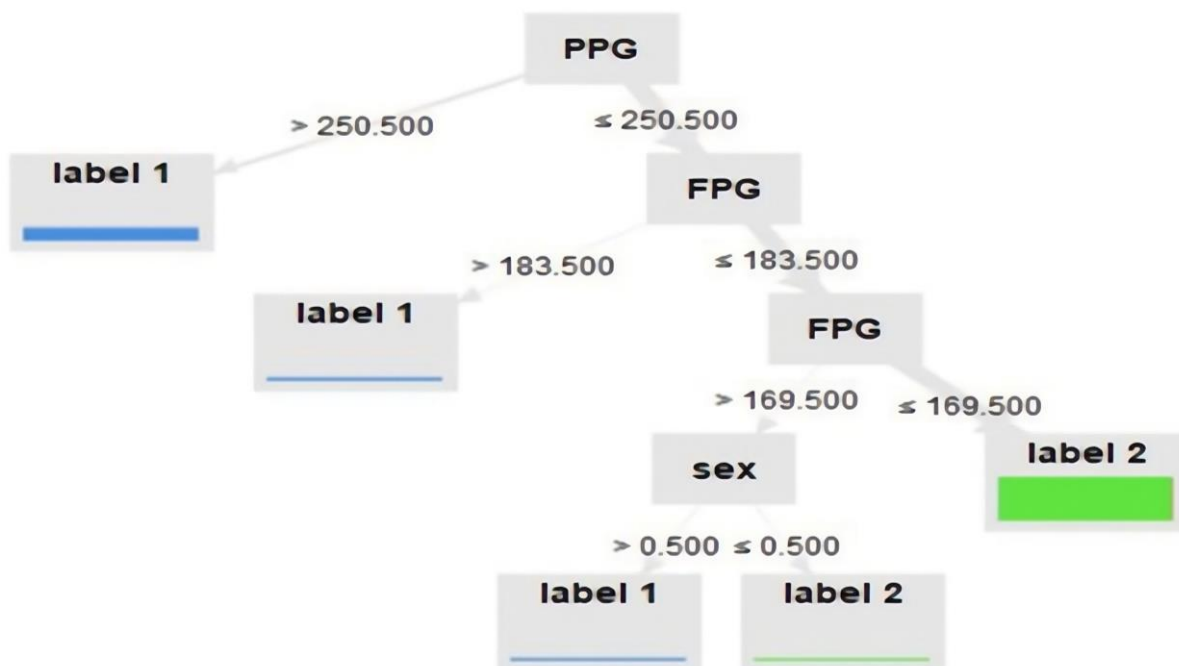 PPG
> 250.500 ≤ 250.500
label 1
FPG
> 183.500 ≤ 183.500
label 1
FPG
> 169.500 ≤ 169.500
sex
label 2
> 0.500 ≤ 0.500
label 1 label 2